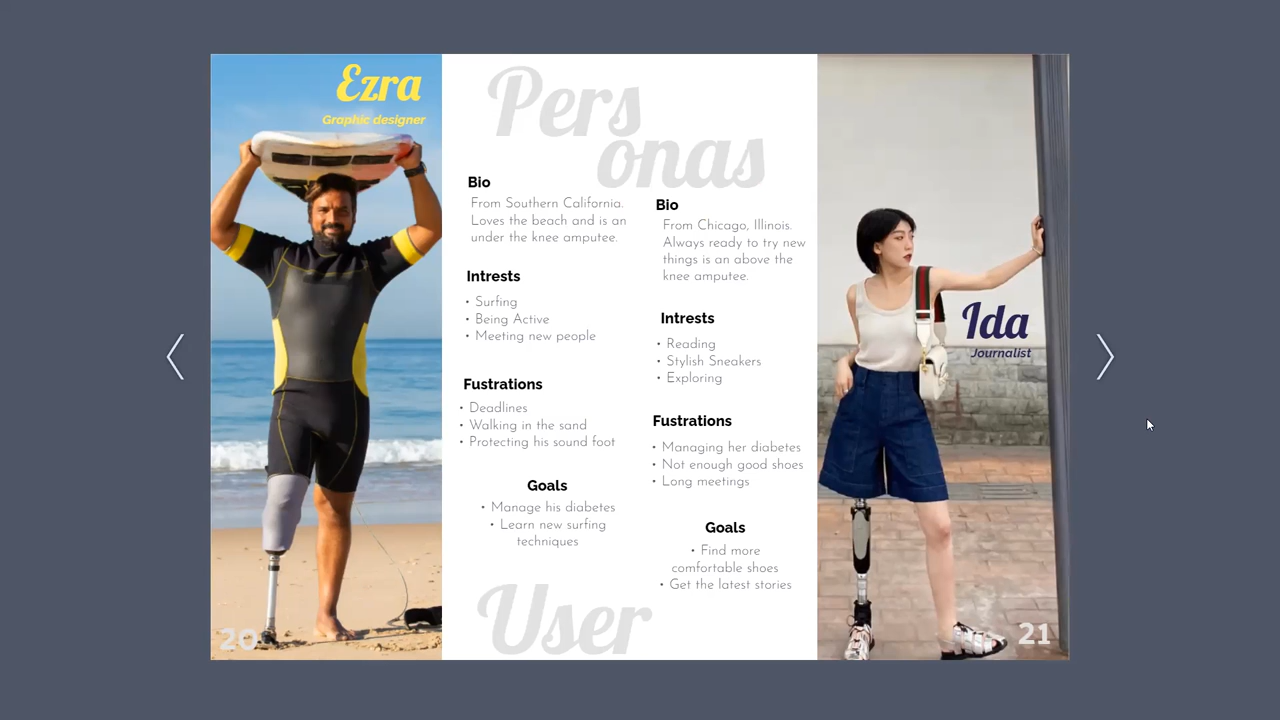 Ezra
Graphic designer
Pers
onas
Bio
From Southern California.
Loves the beach and is an
under the knee amputee.
Intrests
• Surfing
• Being Active
• Meeting new people
Fustrations
• Deadlines
• Walking in the sand
• Protecting his sound foot
Goals
• Manage his diabetes
• Learn new surfing
techniques
Bio
From Chicago, Illinois.
Always ready to try new
things is an above the
knee amputee.
Intrests
• Reading
• Stylish Sneakers
• Exploring
Fustrations
• Managing her diabetes
• Not enough good shoes
• Long meetings
Goals
• Find more
comfortable shoes
• Get the latest stories
User
Ida
Journalist
20
21